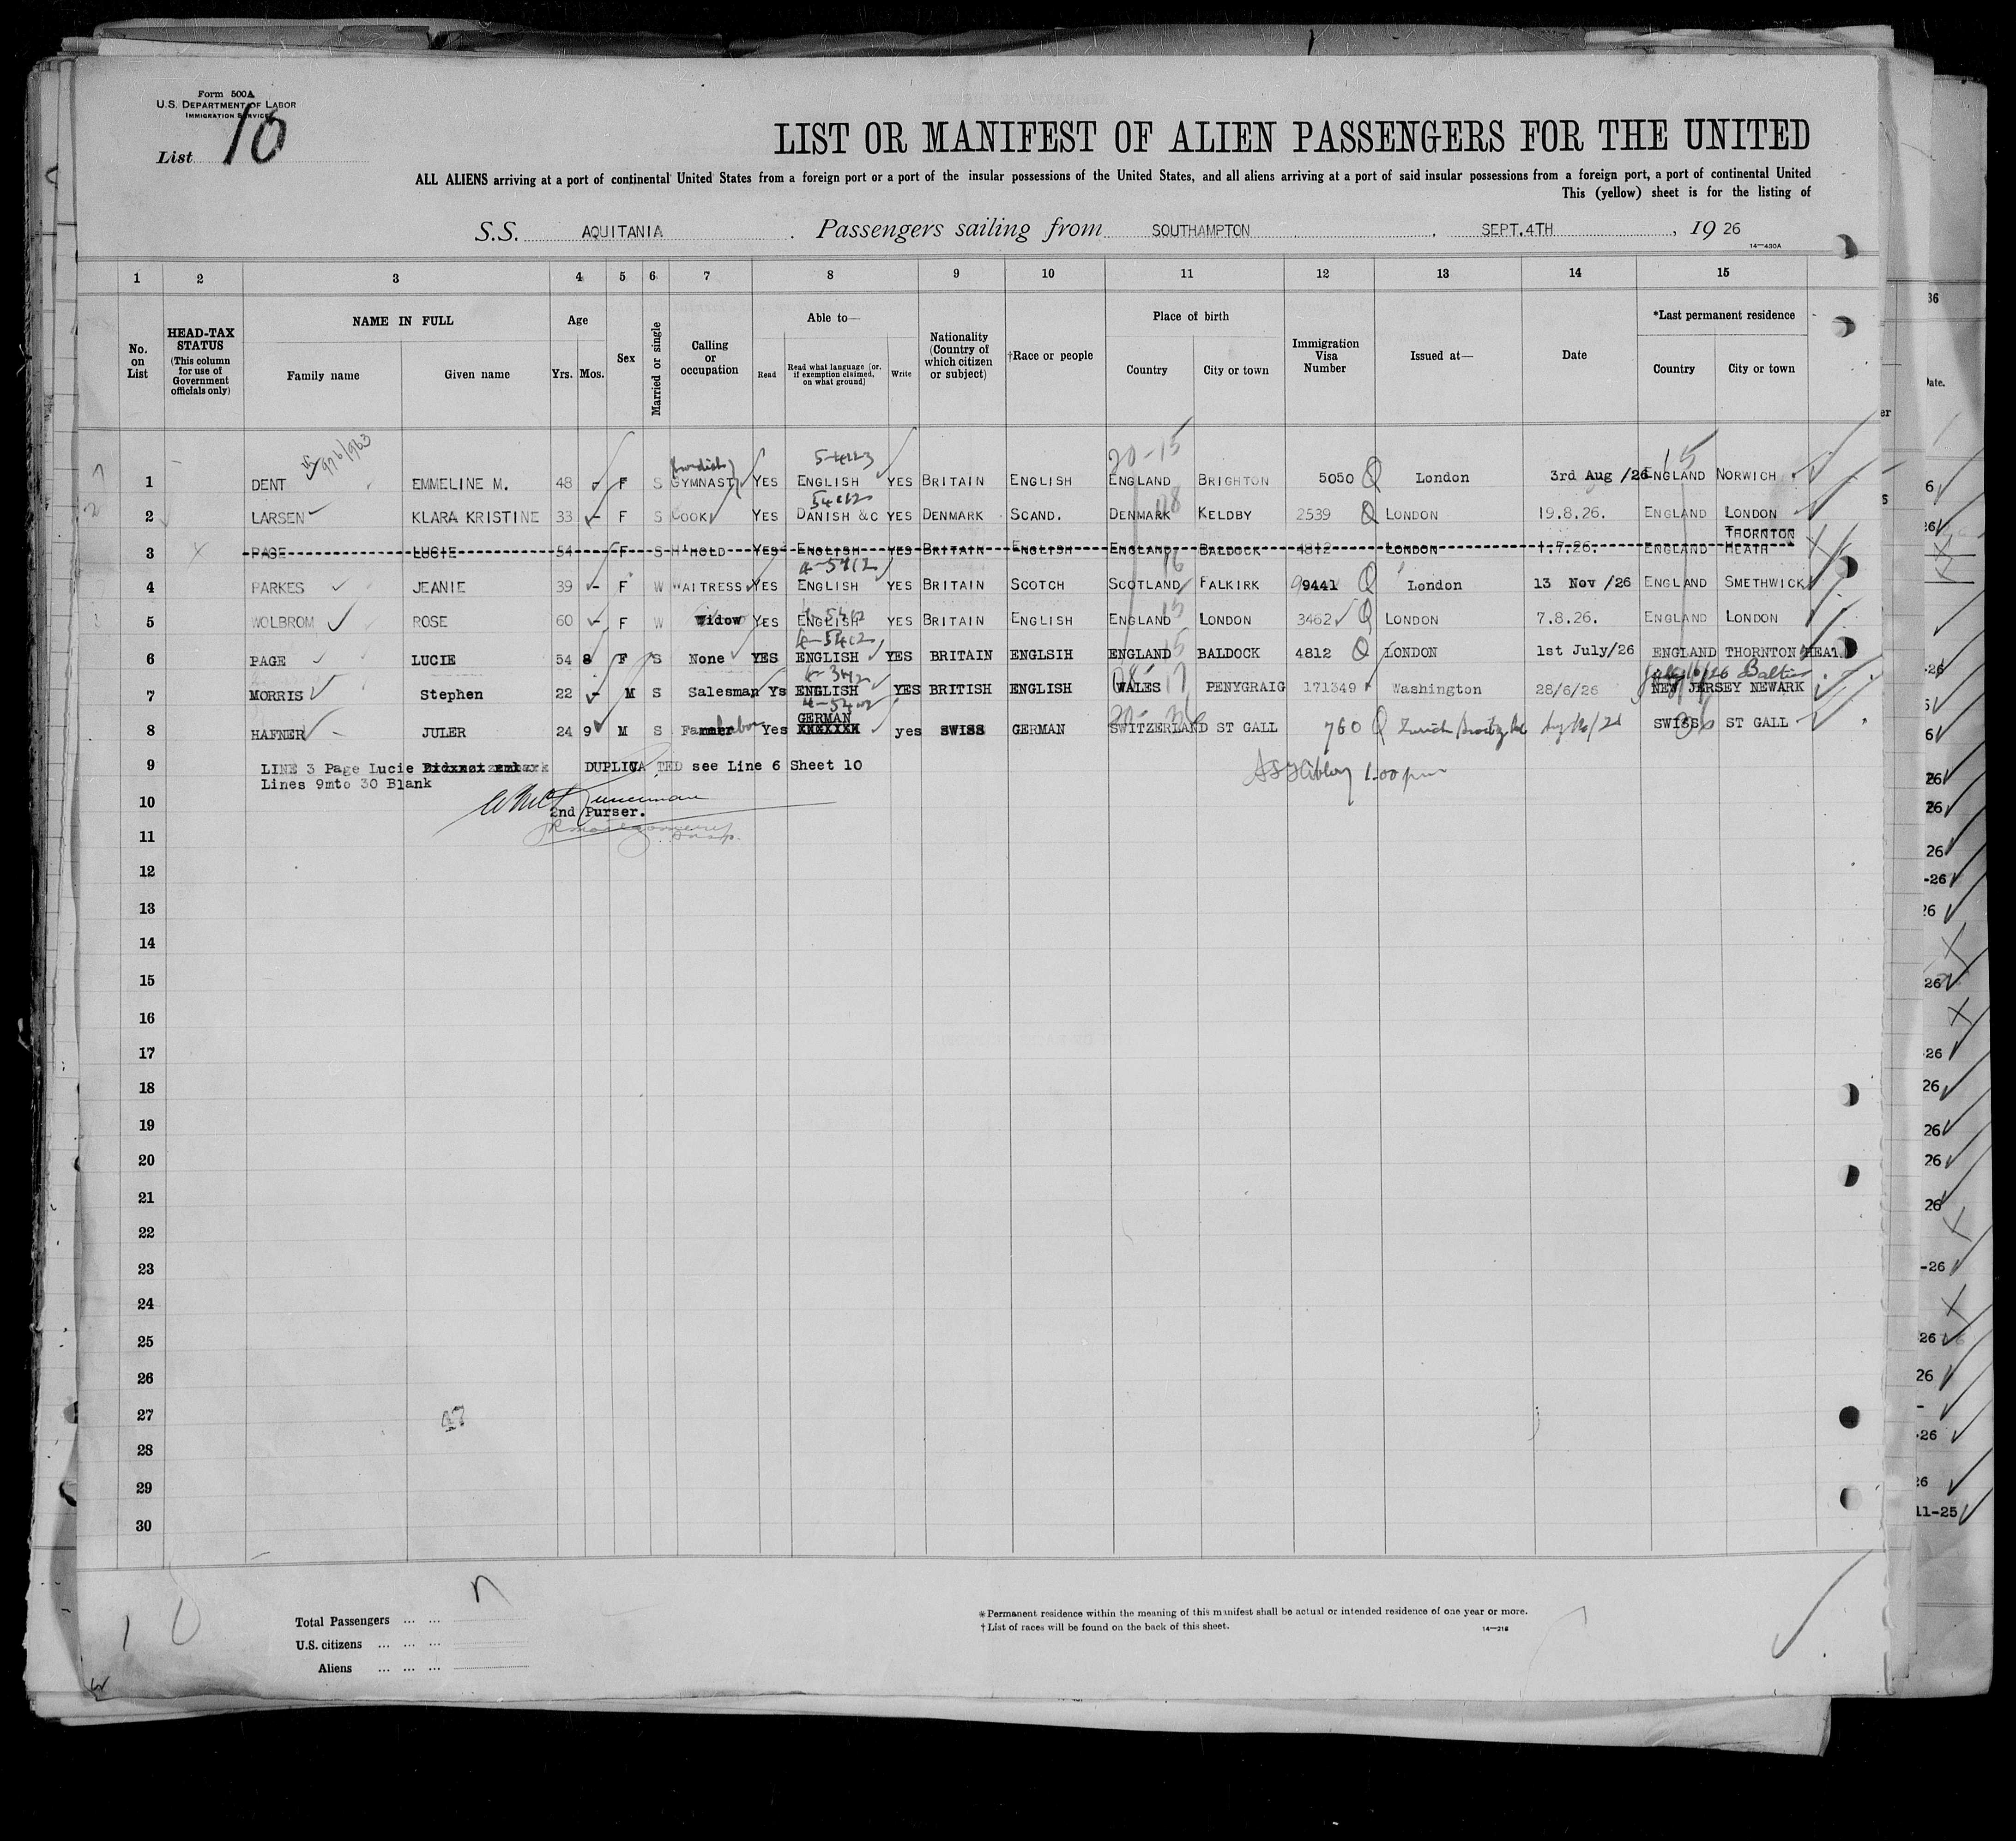 Form 500A
U.S. DEPARTMENT OF LABOR
IMMIGRATION SERVICE
List 10
LIST OR MANIFEST OF ALIEN PASSENGERS FOR THE UNITED
ALL ALIENS arriving at a port of continental United States from a foreign port or a port of the insular possessions of the United States, and all aliens arriving at a port of said insular possessions from a foreign port, a port of continental United
This (yellow) sheet is for the listing of
S.S. AQUITANIA . Passengers sailing from SOUTHAMPTON , SEPT.4TH , 19 26
14—430A
1 2 3 4 5 6 7 8 9 10 11 12 13 14 15
No. on List
HEAD-TAX STATUS (This column for use of Government officials only)
NAME IN FULL
Family name Given name
Age
Yrs. Mos.
Sex
Married or single
Calling or occupation
Able to—
Read Read what language [or, if exemption claimed, on what ground] Write
Nationality (Country of which citizen or subject)
†Race or people
Place of birth
Country City or town
Immigration Visa Number
Issued at—
Date
*Last permanent residence
Country City or town
976/963
Swedish 5-4123 20-15 15
1 DENT EMMELINE M. 48 F S GYMNAST YES ENGLISH YES BRITAIN ENGLISH ENGLAND BRIGHTON 5050 Q London 3rd Aug /26 ENGLAND NORWICH
2 LARSEN KLARA KRISTINE 33 - F S COOK YES DANISH &C YES DENMARK SCAND. DENMARK KELDBY 2539 Q LONDON 19.8.26. ENGLAND LONDON
3 PAGE LUCIE 54 F S H'HOLD YES ENGLISH YES BRITAIN ENGLISH ENGLAND BALDOCK 4812 LONDON 1.7.26. ENGLAND THORNTON HEATH
4 PARKES JEANIE 39 - F W WAITRESS YES ENGLISH YES BRITAIN SCOTCH SCOTLAND FALKIRK 9441 Q London 13 Nov /26 ENGLAND SMETHWICK
5 WOLBROM ROSE 60 - F W Widow YES ENGLISH YES BRITAIN ENGLISH ENGLAND LONDON 3462 Q LONDON 7.8.26. ENGLAND LONDON
6 PAGE LUCIE 54 8 F S None YES ENGLISH YES BRITAIN ENGLSIH ENGLAND BALDOCK 4812 Q LONDON 1st July/26 ENGLAND THORNTON HEAT
7 MORRIS Stephen 22 - M S Salesman Ys ENGLISH YES BRITISH ENGLISH WALES PENYGRAIG 171349 Washington 28/6/26 NEW JERSEY NEWARK
8 HAFNER JULER 24 9 M S Yes GERMAN yes SWISS GERMAN SWITZERLAND ST GALL 760 Q Zurich SWISS ST GALL
9 LINE 3 Page Lucie DUPLICATED see Line 6 Sheet 10
Lines 9mto 30 Blank
10 2nd Purser.
11
12
13
14
15
16
17
18
19
20
21
22
23
24
25
26
27
28
29
30
Total Passengers ... ...
U.S. citizens ... ... ...
Aliens ... ... ...
*Permanent residence within the meaning of this manifest shall be actual or intended residence of one year or more.
†List of races will be found on the back of this sheet.
14—216
10